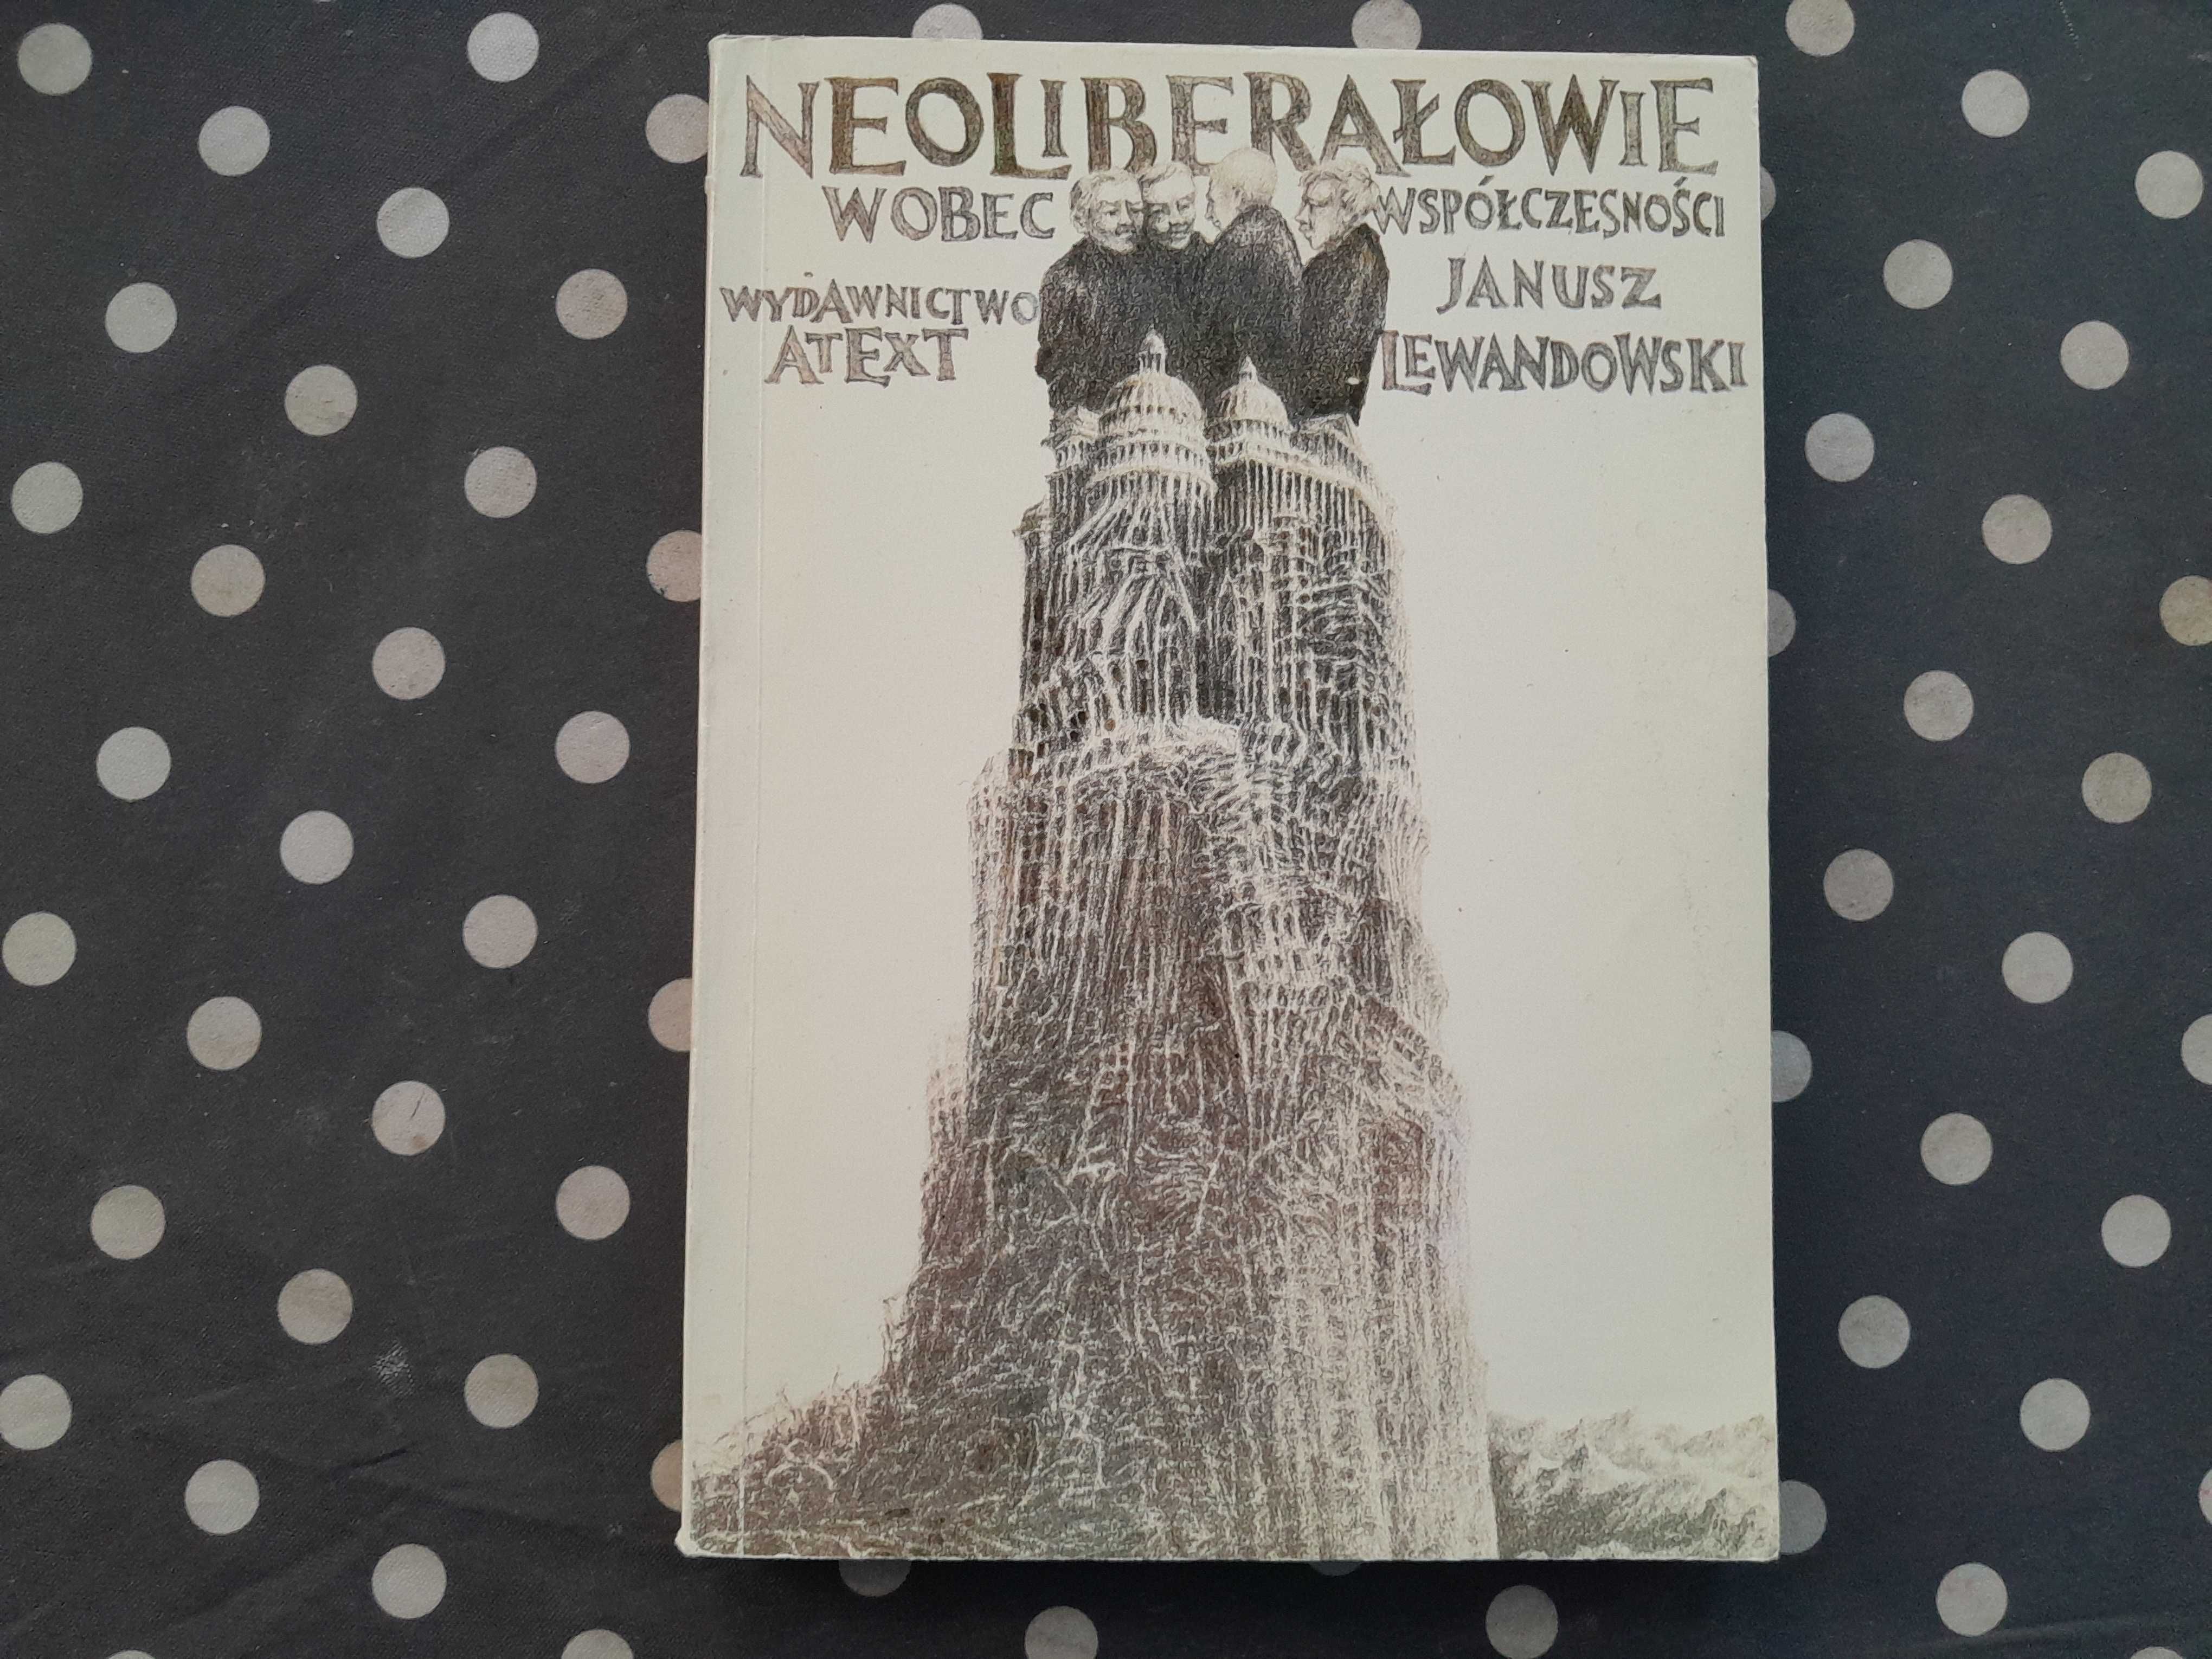 NEOLIBERAŁOWIE
WOBEC WSPÓŁCZESNOŚCI
JANUSZ
LEWANDOWSKI
WYDAWNICTWO
ATEXT